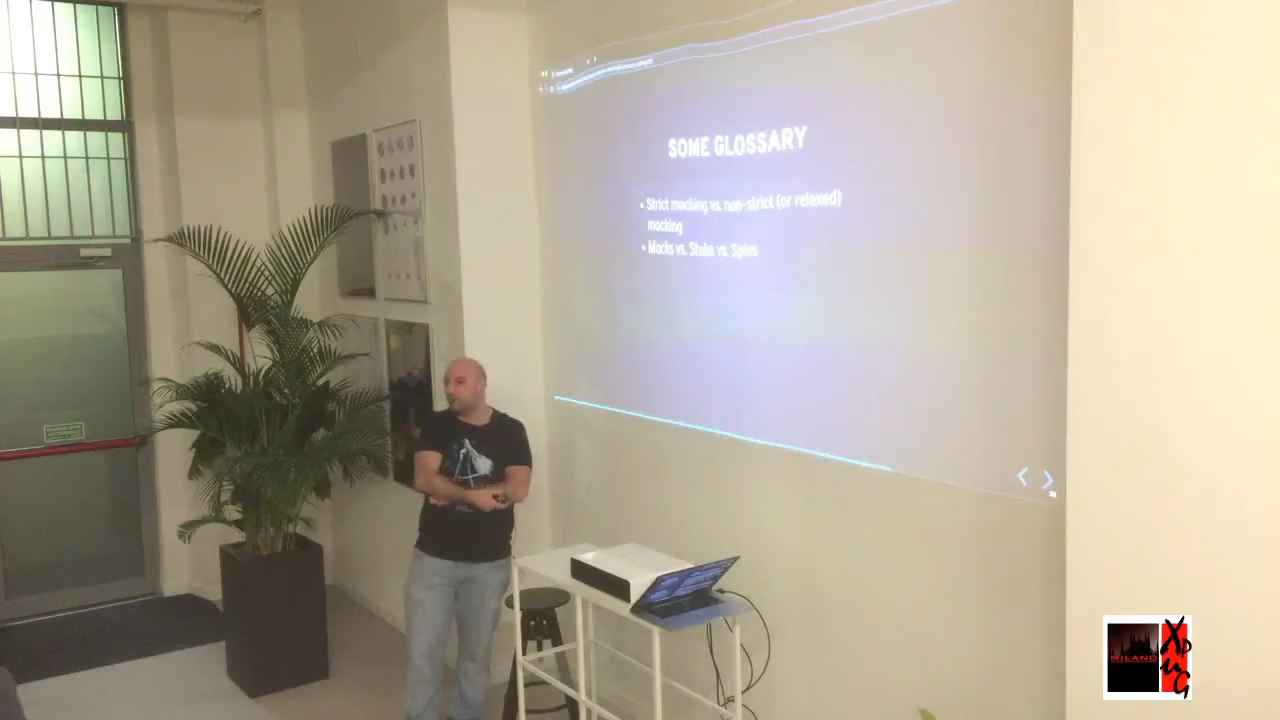 SOME GLOSSARY
• Strict mocking vs. non-strict (or relaxed)
mocking
• Mocks vs. Stubs vs. Spies
MILANO
XpuG